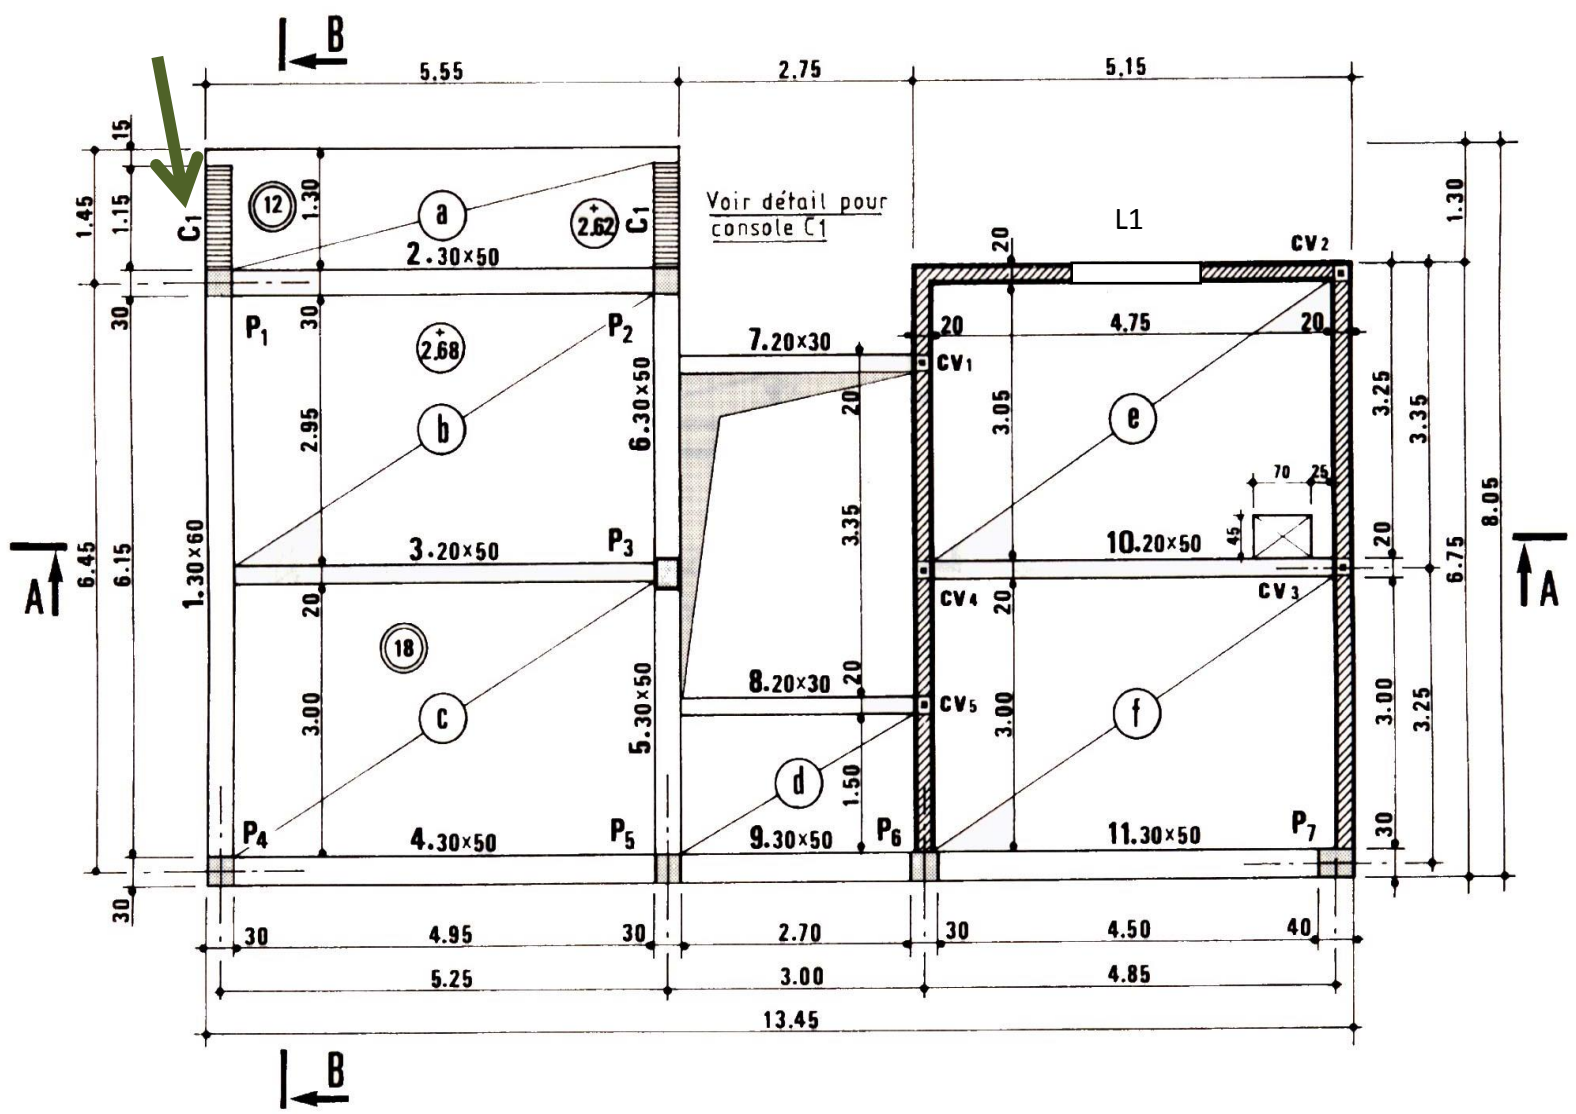 B
5.55
2.75
5,15
15
1.45
1.15
C1
12
1.30
a
+
2.62
C1
Voir détail pour
console C1
L1
1.30
2.30×50
20
CV2
30
P1
30
P2
+
2.68
7.20×30
20
4.75
20
CV1
20
6.30×50
3.25
3.35
b
2.95
3.05
e
70
25
8.05
45
A
6.45
6.15
1.30×60
3.20×50
P3
3.35
10.20×50
20
6.75
A
20
CV4
20
CV3
18
8.20×30
20
CV5
3.00
c
5.30×50
3.00
f
3.00
3.25
d
1.50
P4
4.30×50
P5
9.30×50
P6
11.30×50
P7
30
30
30
4.95
30
2.70
30
4.50
40
5.25
3.00
4.85
13.45
B